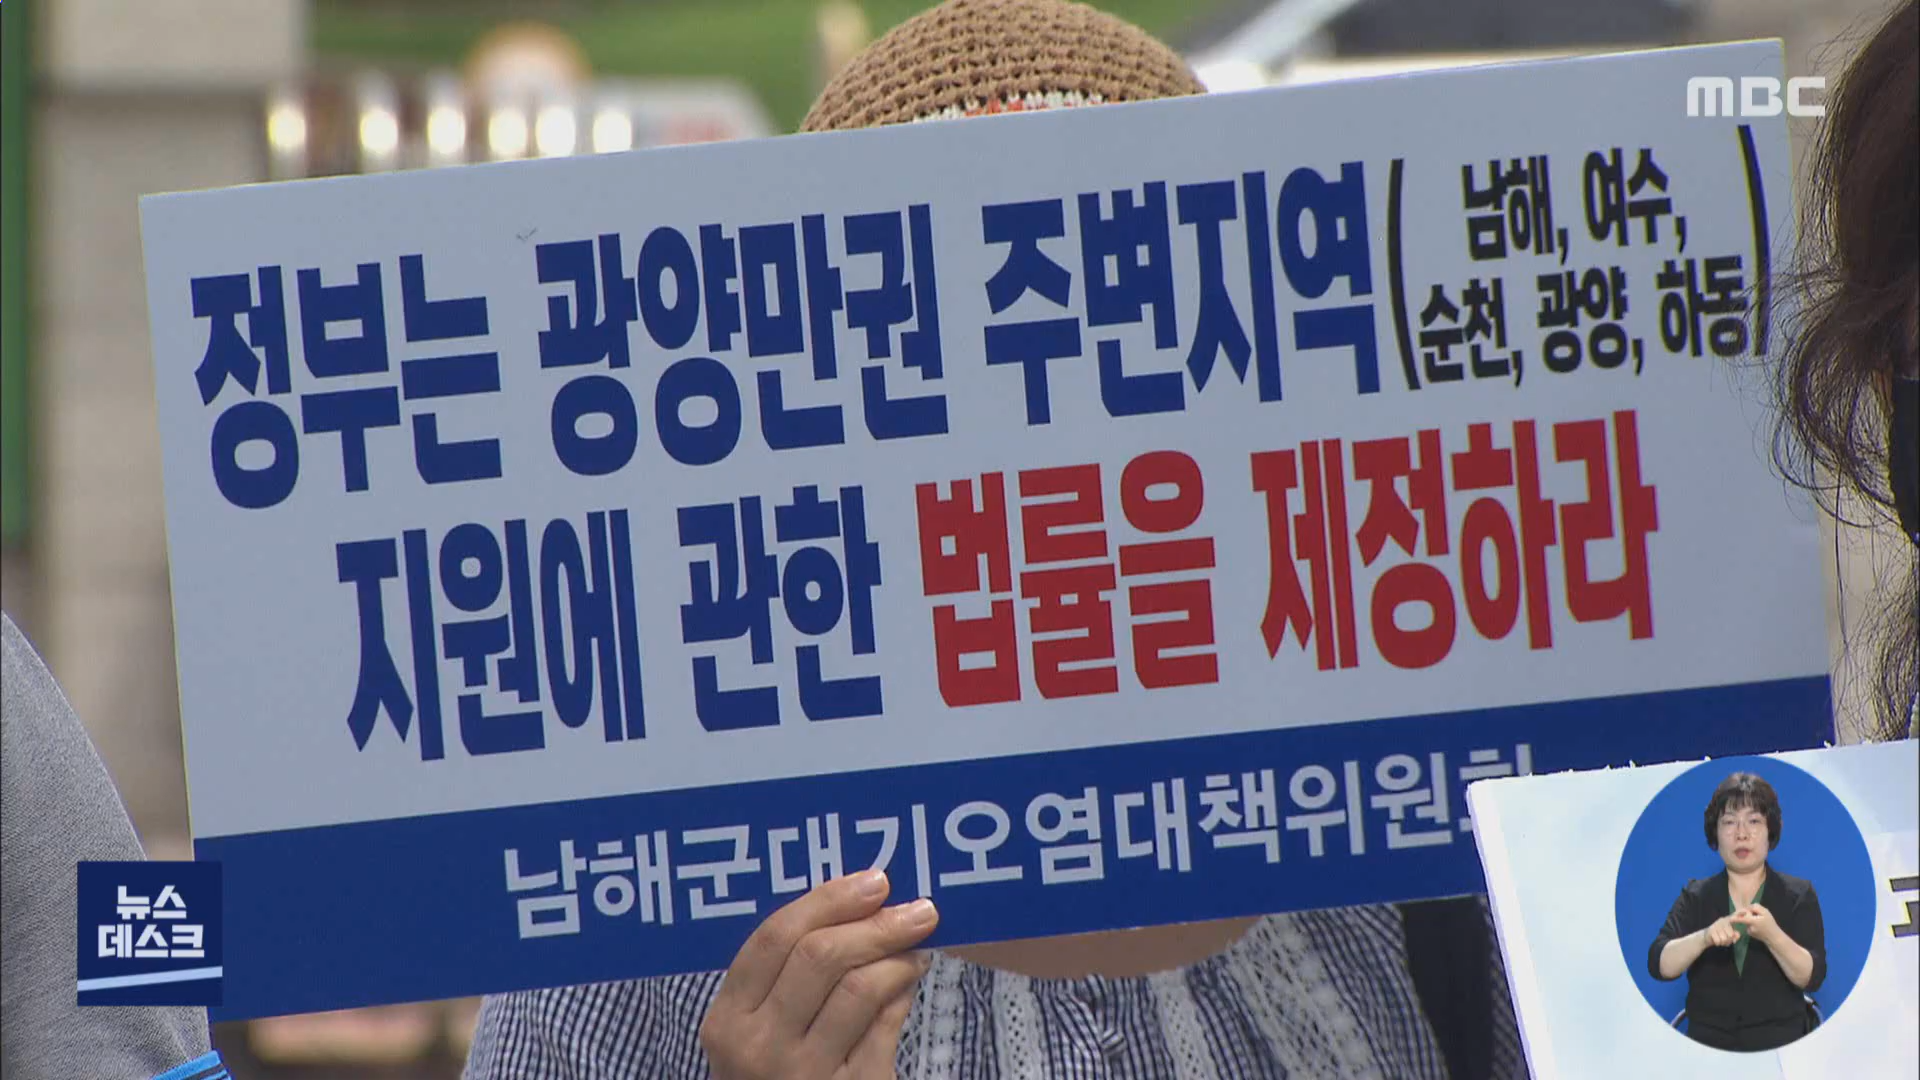 MBC
정부는 광양만권 주변지역(남해, 여수,
순천, 광양, 하동)
지원에 관한 법률을 제정하라
남해군대기오염대책위원회
뉴스
데스크